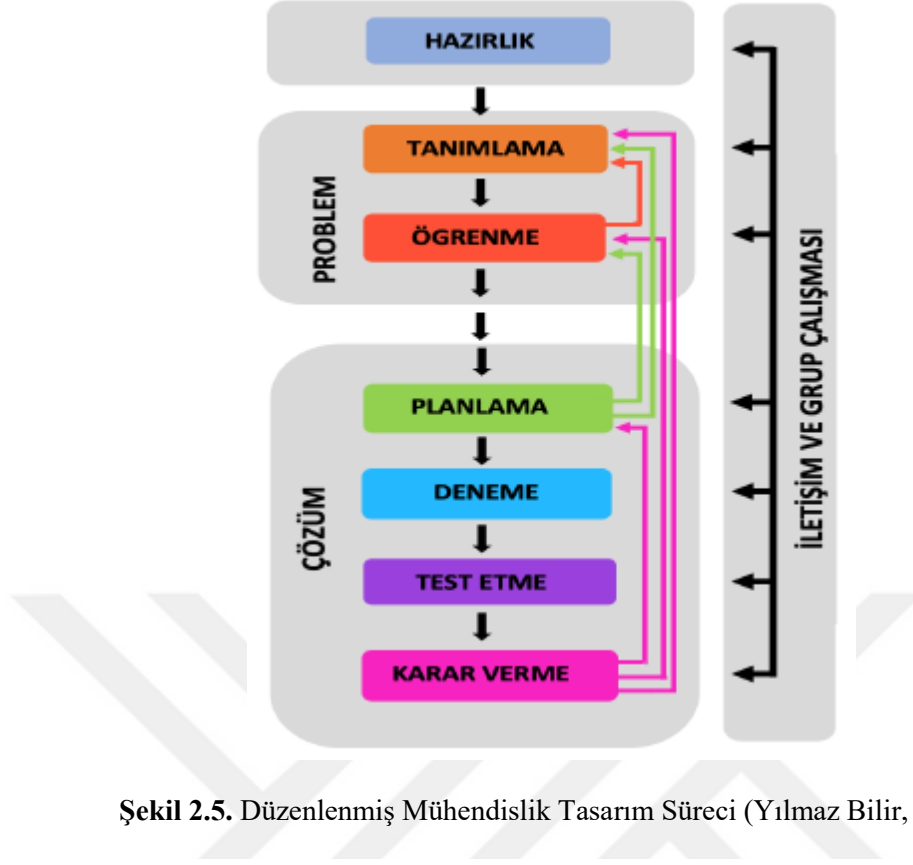 HAZIRLIK
PROBLEM
TANIMLAMA
ÖGRENME
ÇÖZÜM
PLANLAMA
DENEME
TEST ETME
KARAR VERME
İLETİŞİM VE GRUP ÇALIŞMASI
Şekil 2.5. Düzenlenmiş Mühendislik Tasarım Süreci (Yılmaz Bilir,